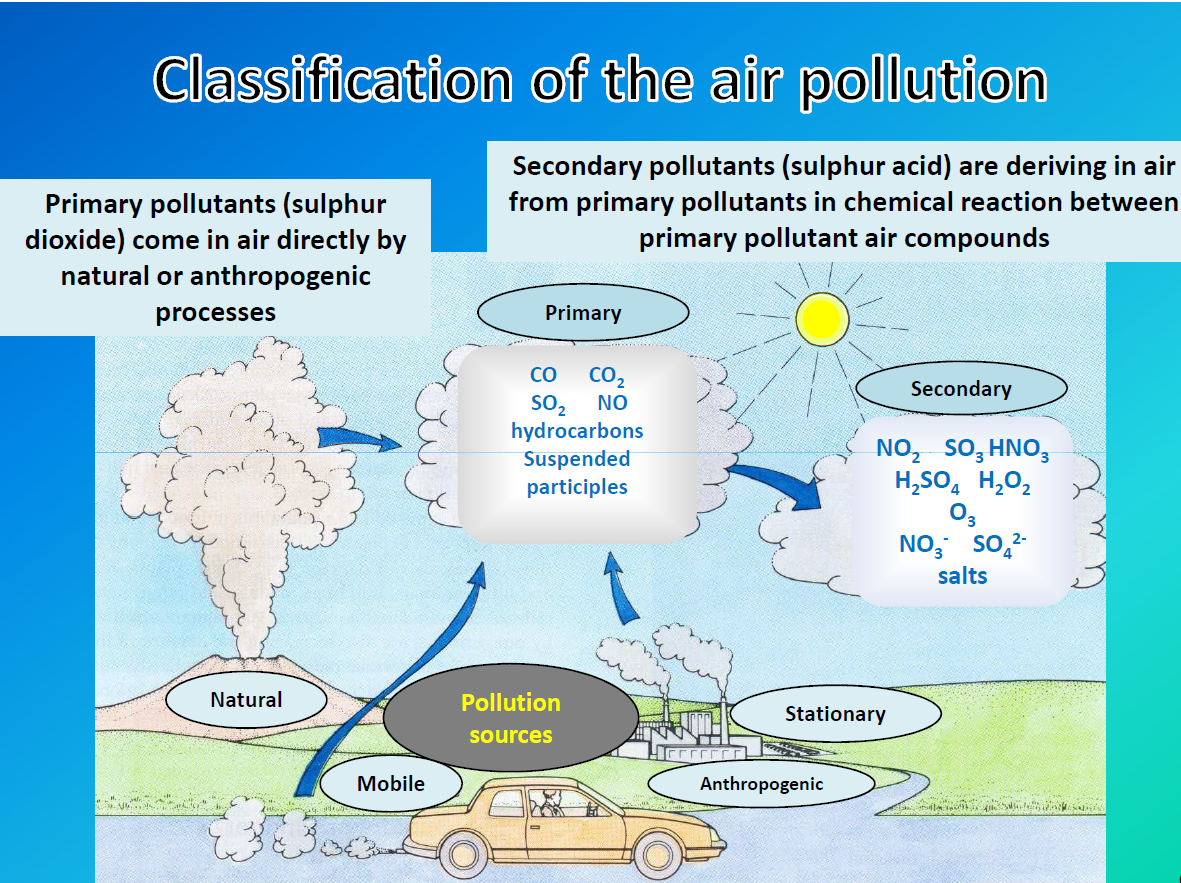 Classification of the air pollution
Secondary pollutants (sulphur acid) are deriving in air
from primary pollutants in chemical reaction between
primary pollutant air compounds
Primary pollutants (sulphur
dioxide) come in air directly by
natural or anthropogenic
processes
Primary
CO CO₂
SO₂ NO
hydrocarbons
Suspended
participles
Secondary
NO₂ SO₃ HNO₃
H₂SO₄ H₂O₂
O₃
NO₃⁻ SO₄²⁻
salts
Natural
Pollution
sources
Stationary
Mobile
Anthropogenic